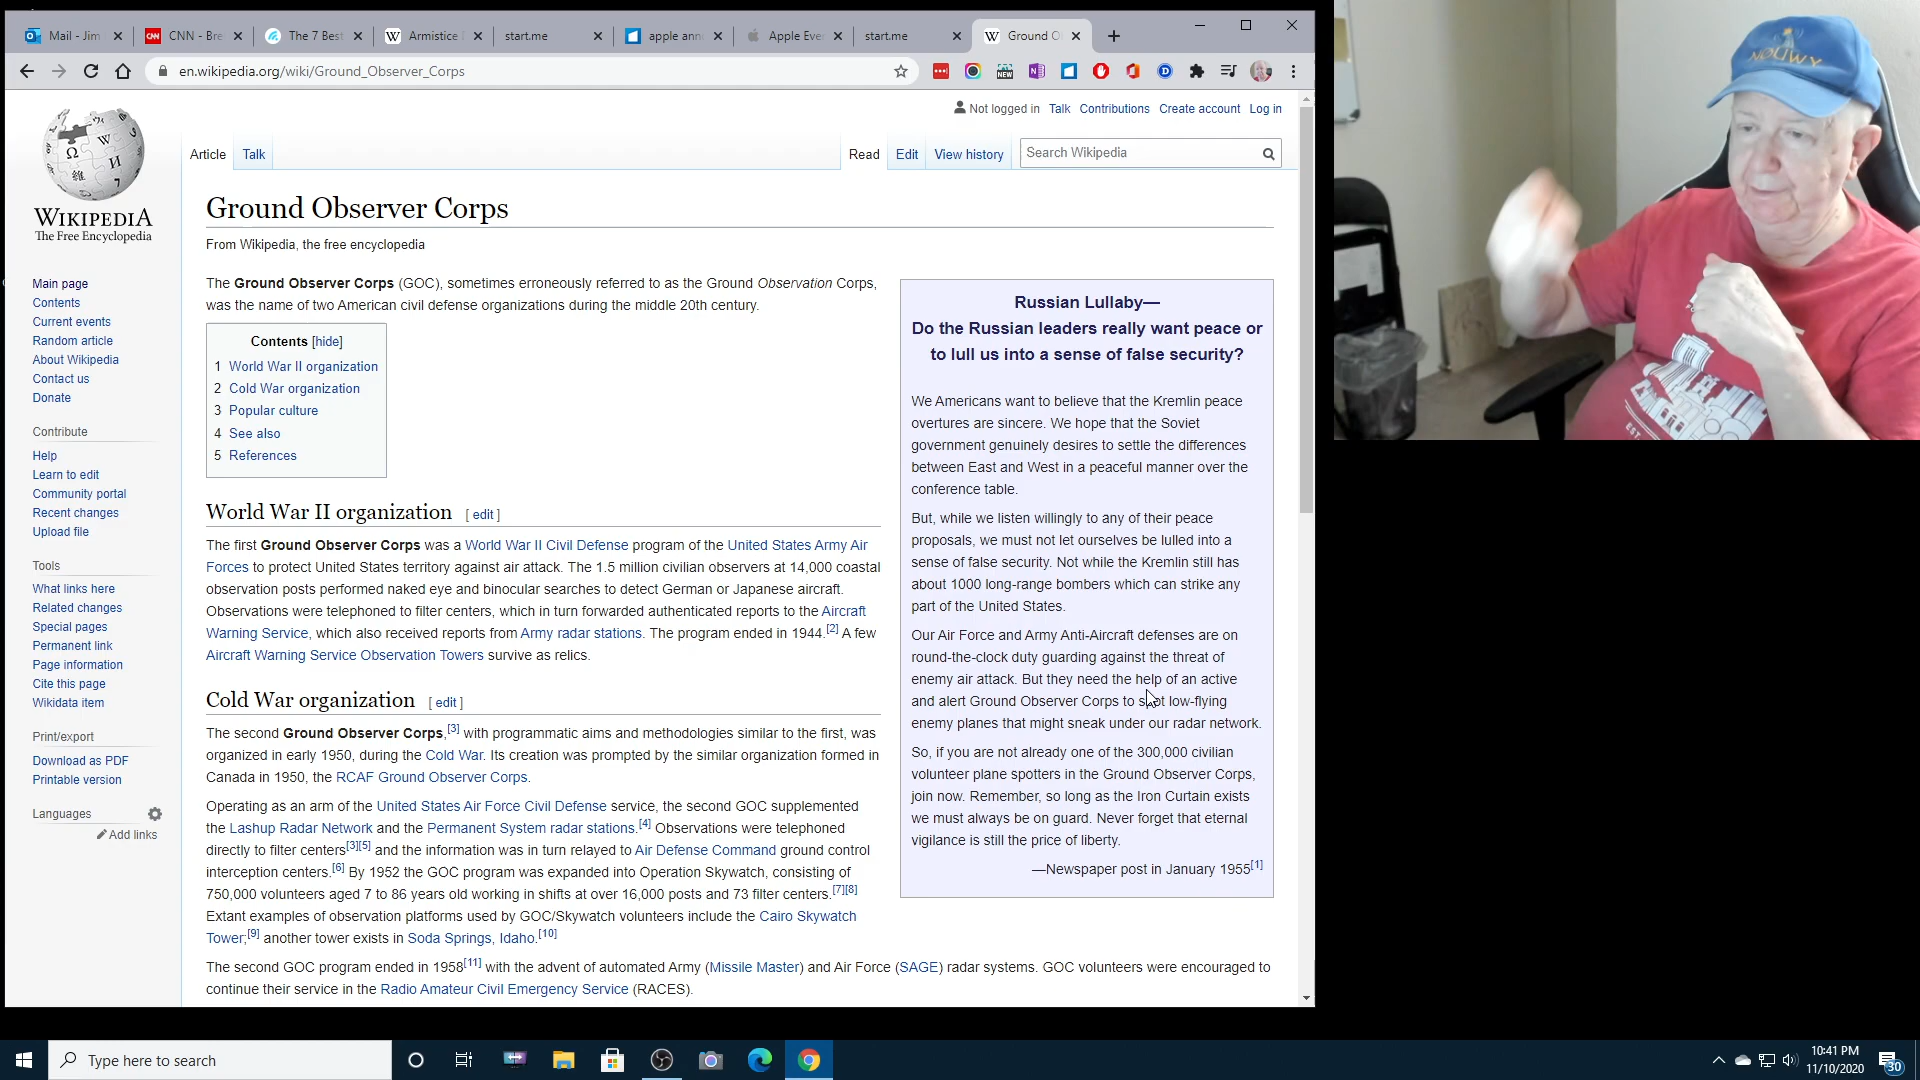 Mail - Jim
CNN - Bre
The 7 Best
Armistice
start.me
apple ann
Apple Eve
start.me
Ground O
en.wikipedia.org/wiki/Ground_Observer_Corps
NEW
Not logged in Talk Contributions Create account Log in
Article Talk
Read Edit View history
Search Wikipedia
WIKIPEDIA
The Free Encyclopedia
Main page
Contents
Current events
Random article
About Wikipedia
Contact us
Donate
Contribute
Help
Learn to edit
Community portal
Recent changes
Upload file
Tools
What links here
Related changes
Special pages
Permanent link
Page information
Cite this page
Wikidata item
Print/export
Download as PDF
Printable version
Languages
Add links
Ground Observer Corps
From Wikipedia, the free encyclopedia
The Ground Observer Corps (GOC), sometimes erroneously referred to as the Ground Observation Corps,
was the name of two American civil defense organizations during the middle 20th century.
Contents [hide]
1 World War II organization
2 Cold War organization
3 Popular culture
4 See also
5 References
World War II organization [ edit ]
The first Ground Observer Corps was a World War II Civil Defense program of the United States Army Air
Forces to protect United States territory against air attack. The 1.5 million civilian observers at 14,000 coastal
observation posts performed naked eye and binocular searches to detect German or Japanese aircraft.
Observations were telephoned to filter centers, which in turn forwarded authenticated reports to the Aircraft
Warning Service, which also received reports from Army radar stations. The program ended in 1944.[2] A few
Aircraft Warning Service Observation Towers survive as relics.
Cold War organization [ edit ]
The second Ground Observer Corps,[3] with programmatic aims and methodologies similar to the first, was
organized in early 1950, during the Cold War. Its creation was prompted by the similar organization formed in
Canada in 1950, the RCAF Ground Observer Corps.
Operating as an arm of the United States Air Force Civil Defense service, the second GOC supplemented
the Lashup Radar Network and the Permanent System radar stations.[4] Observations were telephoned
directly to filter centers[3][5] and the information was in turn relayed to Air Defense Command ground control
interception centers.[6] By 1952 the GOC program was expanded into Operation Skywatch, consisting of
750,000 volunteers aged 7 to 86 years old working in shifts at over 16,000 posts and 73 filter centers.[7][8]
Extant examples of observation platforms used by GOC/Skywatch volunteers include the Cairo Skywatch
Tower;[9] another tower exists in Soda Springs, Idaho.[10]
The second GOC program ended in 1958[11] with the advent of automated Army (Missile Master) and Air Force (SAGE) radar systems. GOC volunteers were encouraged to
continue their service in the Radio Amateur Civil Emergency Service (RACES).
Russian Lullaby—
Do the Russian leaders really want peace or
to lull us into a sense of false security?
We Americans want to believe that the Kremlin peace
overtures are sincere. We hope that the Soviet
government genuinely desires to settle the differences
between East and West in a peaceful manner over the
conference table.
But, while we listen willingly to any of their peace
proposals, we must not let ourselves be lulled into a
sense of false security. Not while the Kremlin still has
about 1000 long-range bombers which can strike any
part of the United States.
Our Air Force and Army Anti-Aircraft defenses are on
round-the-clock duty guarding against the threat of
enemy air attack. But they need the help of an active
and alert Ground Observer Corps to spot low-flying
enemy planes that might sneak under our radar network.
So, if you are not already one of the 300,000 civilian
volunteer plane spotters in the Ground Observer Corps,
join now. Remember, so long as the Iron Curtain exists
we must always be on guard. Never forget that eternal
vigilance is still the price of liberty.
—Newspaper post in January 1955[1]
NØUWY
EST
Type here to search
10:41 PM
11/10/2020
30